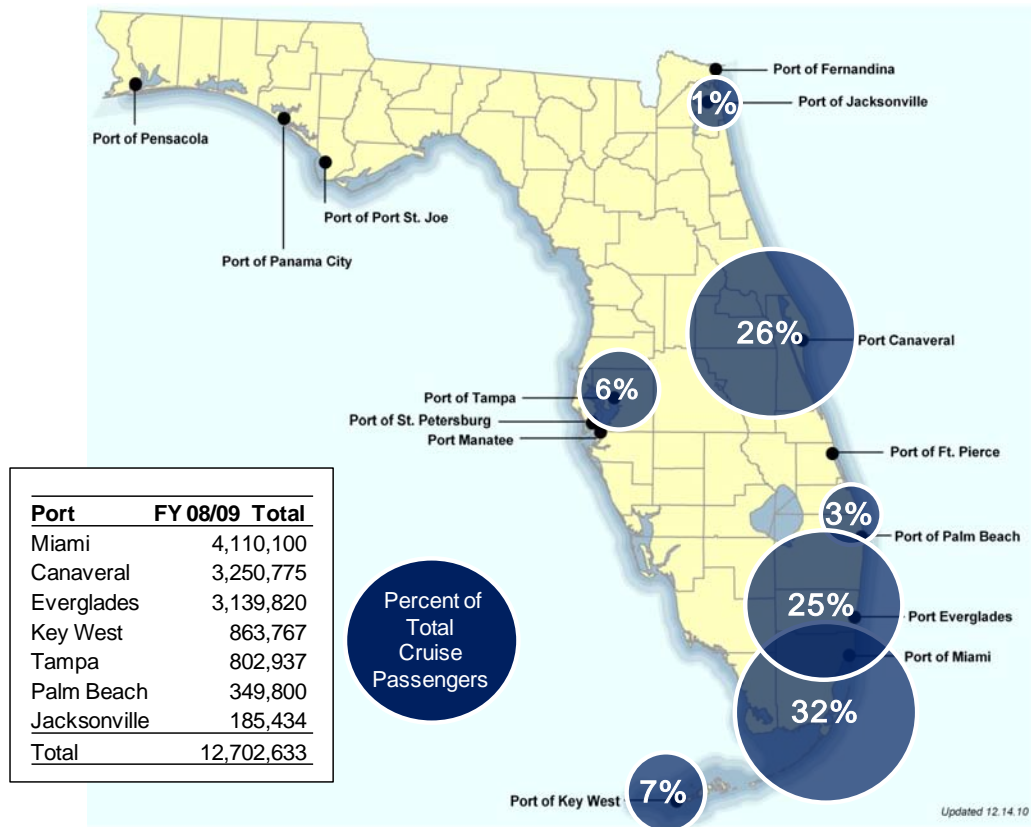 Port of Fernandina
1%
Port of Jacksonville
Port of Pensacola
Port of Port St. Joe
Port of Panama City
26%
Port Canaveral
6%
Port of Tampa
Port of St. Petersburg
Port Manatee
Port of Ft. Pierce
3%
Port of Palm Beach
25%
Port Everglades
Port of Miami
32%
7%
Port of Key West
Port FY 08/09 Total
Miami 4,110,100
Canaveral 3,250,775
Everglades 3,139,820
Key West 863,767
Tampa 802,937
Palm Beach 349,800
Jacksonville 185,434
Total 12,702,633
Percent of
Total
Cruise
Passengers
Updated 12.14.10